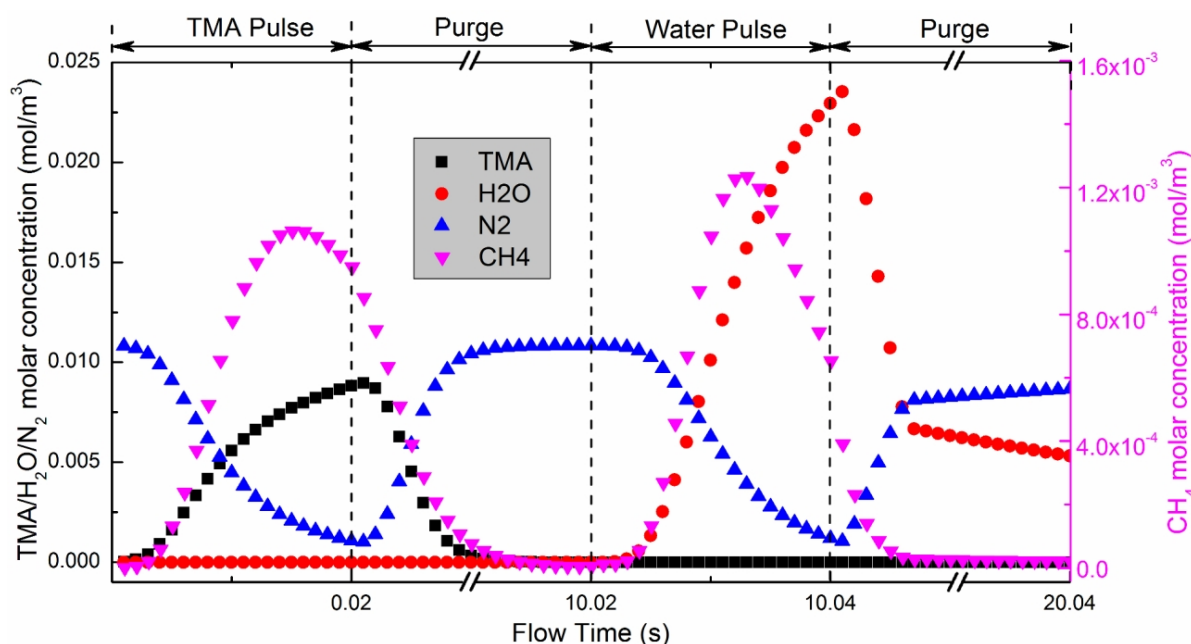 TMA Pulse Purge Water Pulse Purge
0.025
0.020
0.015
0.010
0.005
0.000
TMA/H₂O/N₂ molar concentration (mol/m³)
TMA
H2O
N2
CH4
1.6x10⁻³
1.2x10⁻³
8.0x10⁻⁴
4.0x10⁻⁴
0.0
CH₄ molar concentration (mol/m³)
0.02 10.02 10.04 20.04
Flow Time (s)